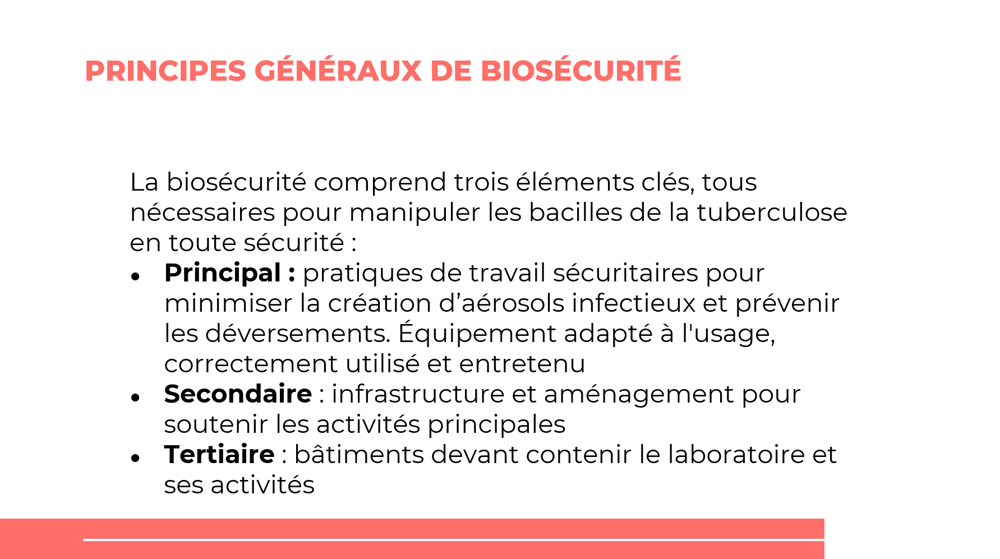 PRINCIPES GÉNÉRAUX DE BIOSÉCURITÉ
La biosécurité comprend trois éléments clés, tous
nécessaires pour manipuler les bacilles de la tuberculose
en toute sécurité :
● Principal : pratiques de travail sécuritaires pour
minimiser la création d’aérosols infectieux et prévenir
les déversements. Équipement adapté à l'usage,
correctement utilisé et entretenu
● Secondaire : infrastructure et aménagement pour
soutenir les activités principales
● Tertiaire : bâtiments devant contenir le laboratoire et
ses activités